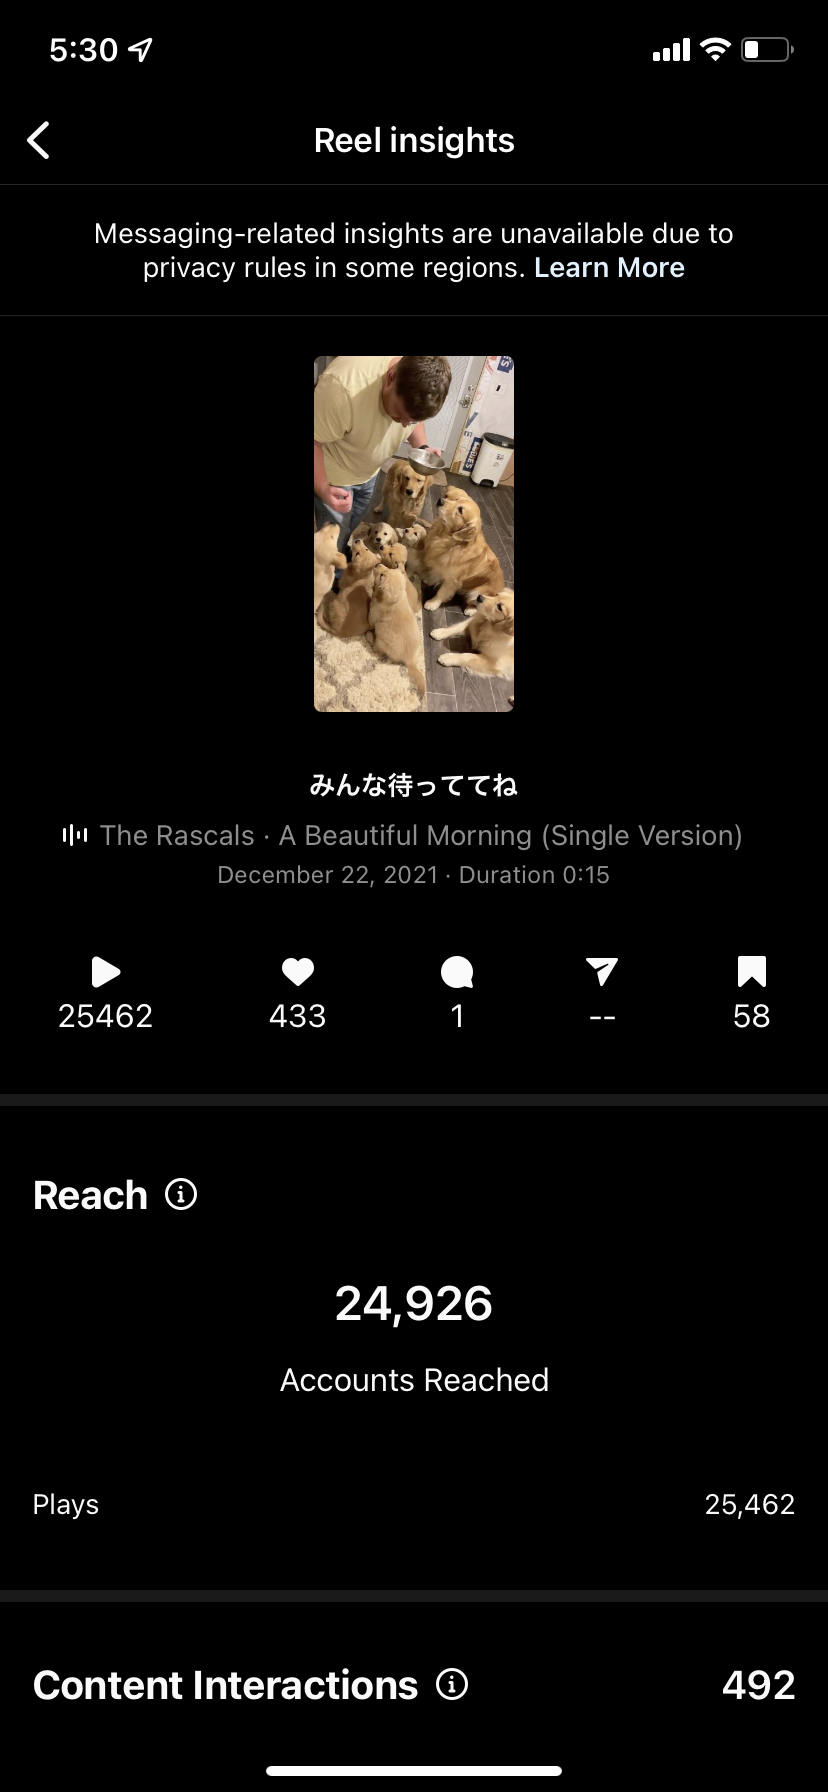 5:30
Reel insights
Messaging-related insights are unavailable due to
privacy rules in some regions. Learn More
みんな待っててね
The Rascals · A Beautiful Morning (Single Version)
December 22, 2021 · Duration 0:15
25462 433 1 -- 58
Reach
24,926
Accounts Reached
Plays 25,462
Content Interactions 492